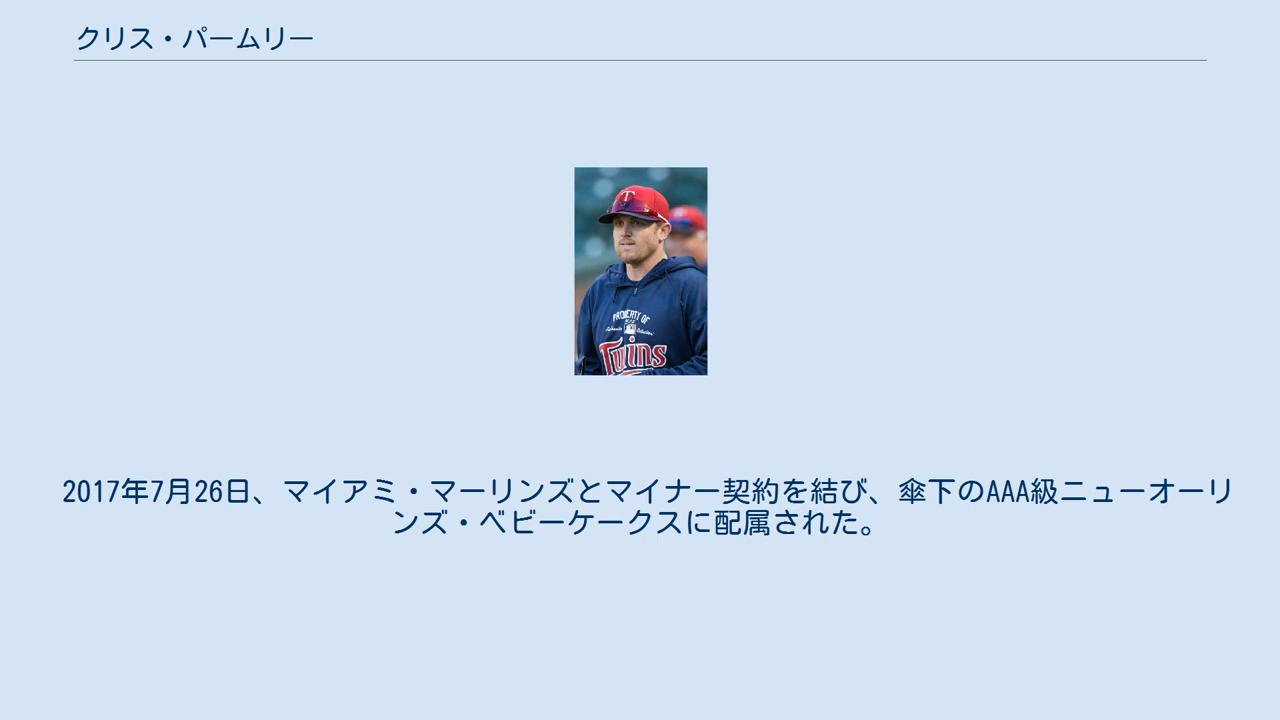 クリス・パームリー
T
PROPERTY OF
Twins
2017年7月26日、マイアミ・マーリンズとマイナー契約を結び、傘下のAAA級ニューオーリ
ンズ・ベビーケークスに配属された。